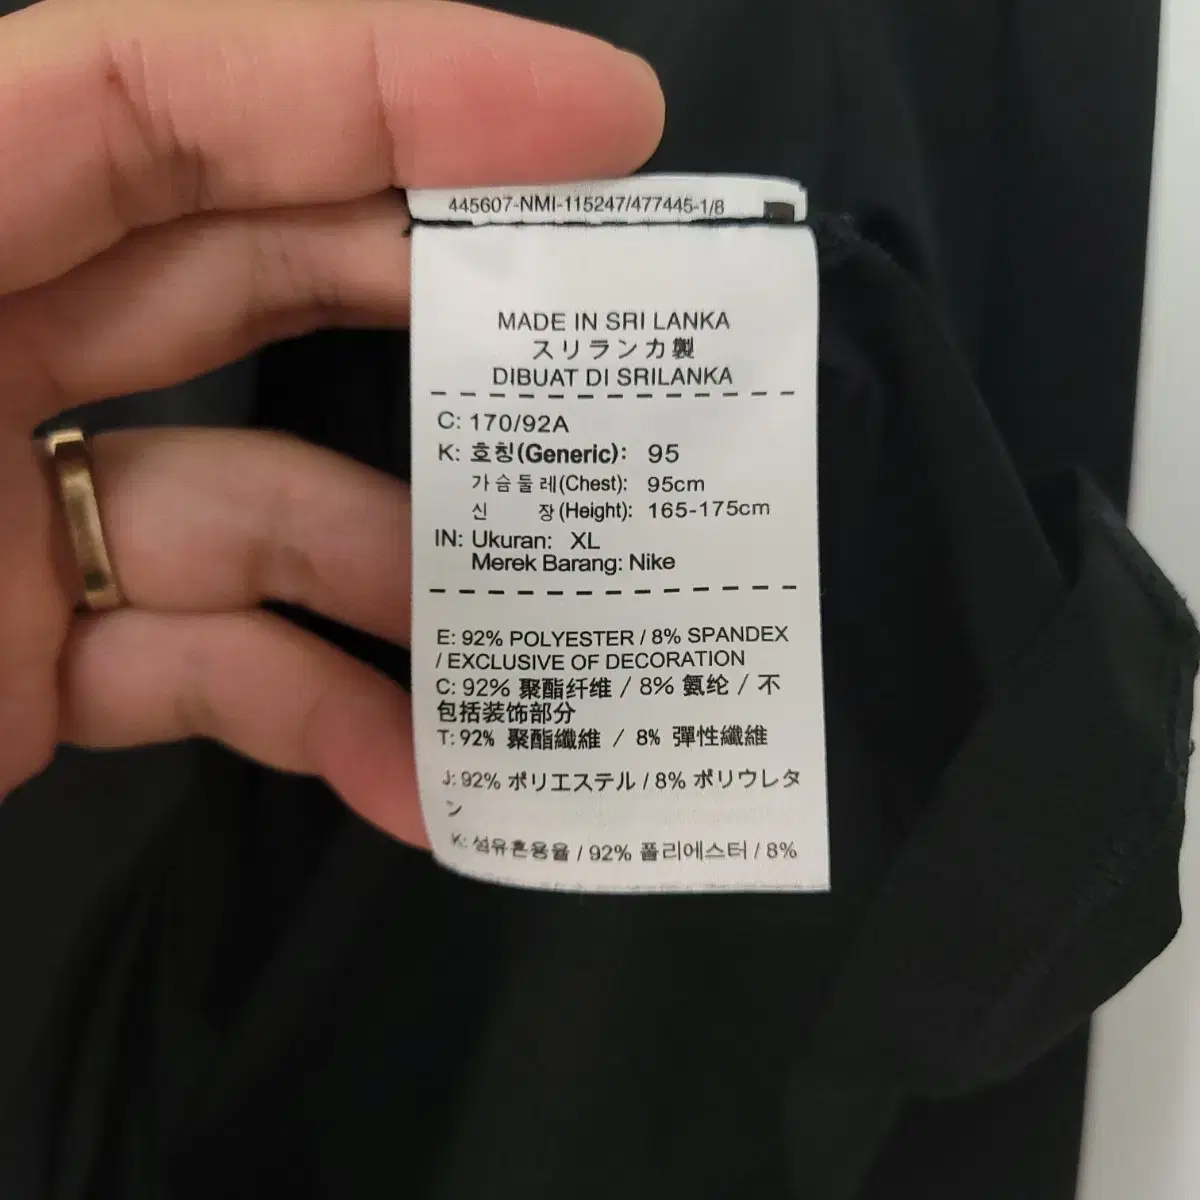 445607-NMI-115247/477445-1/8
MADE IN SRI LANKA
スリランカ製
DIBUAT DI SRILANKA
C: 170/92A
K: 호칭(Generic): 95
가슴둘레(Chest): 95cm
신 장(Height): 165-175cm
IN: Ukuran: XL
Merek Barang: Nike
E: 92% POLYESTER / 8% SPANDEX
/ EXCLUSIVE OF DECORATION
C: 92% 聚酯纤维 / 8% 氨纶 / 不
包括装饰部分
T: 92% 聚酯纖維 / 8% 彈性纖維
J: 92% ポリエステル / 8% ポリウレタ
ン
K: 섬유혼용율 / 92% 폴리에스터 / 8%